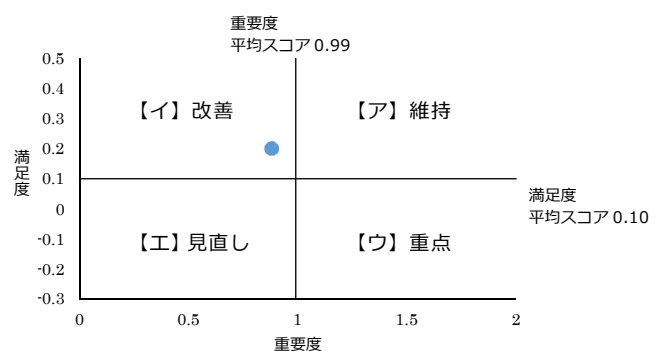 重要度
平均スコア0.99
0.5
0.4
0.3
0.2
0.1
0
-0.1
-0.2
-0.3
満足度
【イ】改善
【ア】維持
【エ】見直し
【ウ】重点
満足度
平均スコア0.10
0
0.5
1
1.5
2
重要度